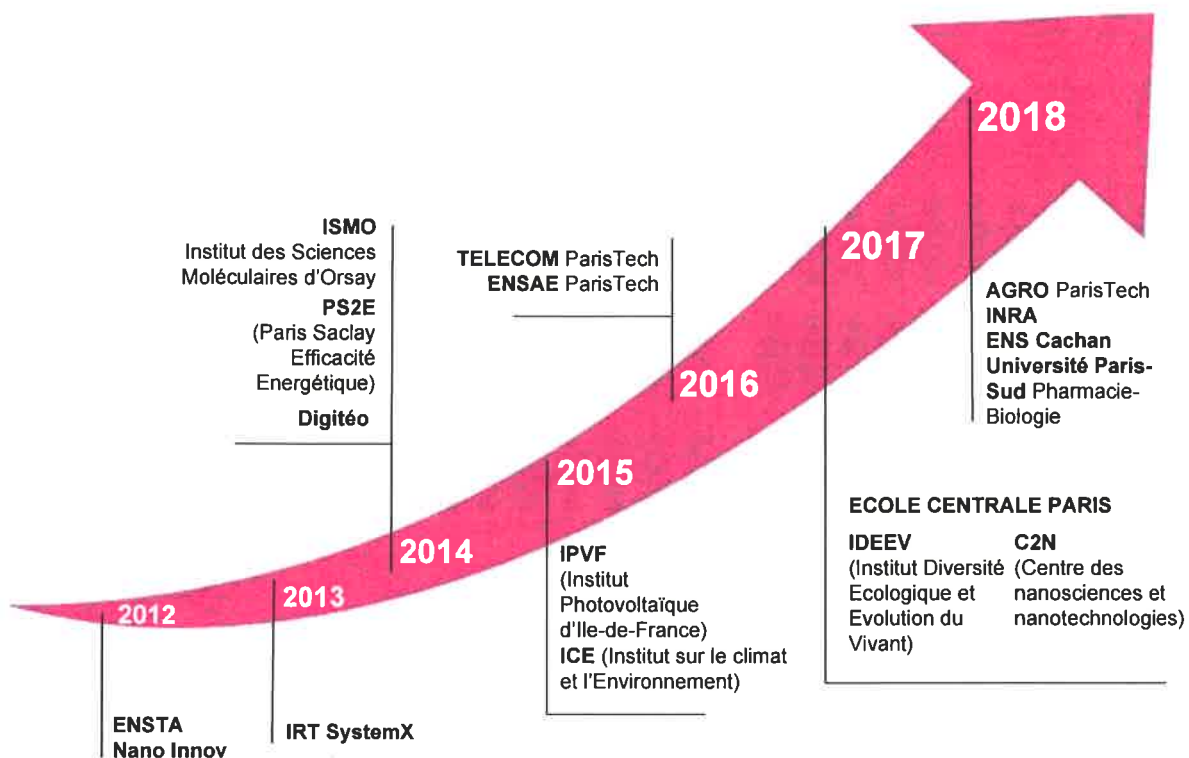 2012
ENSTA
Nano Innov
2013
IRT SystemX
2014
ISMO
Institut des Sciences
Moléculaires d'Orsay
PS2E
(Paris Saclay
Efficacité
Energétique)
Digitéo
2015
IPVF
(Institut
Photovoltaïque
d'Ile-de-France)
ICE (Institut sur le climat
et l'Environnement)
2016
TELECOM ParisTech
ENSAE ParisTech
2017
ECOLE CENTRALE PARIS
IDEEV
(Institut Diversité
Ecologique et
Evolution du
Vivant)
C2N
(Centre des
nanosciences et
nanotechnologies)
2018
AGRO ParisTech
INRA
ENS Cachan
Université Paris-
Sud Pharmacie-
Biologie